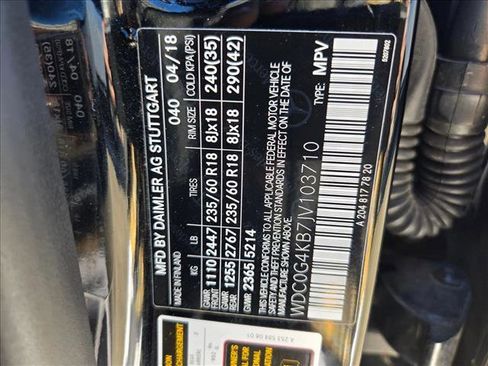 MFD BY DAIMLER AG STUTTGART
MADE IN FINLAND 040 04/18
KG LB TIRES RIM SIZE COLD KPA (PSI)
GAWR FRONT 1110 2447 235/60 R18 8Jx18 240(35)
GAWR REAR 1255 2767 235/60 R18 8Jx18 290(42)
GVWR 2365 5214
THIS VEHICLE CONFORMS TO ALL APPLICABLE FEDERAL MOTOR VEHICLE
SAFETY AND THEFT PREVENTION STANDARDS IN EFFECT ON THE DATE OF
MANUFACTURE SHOWN ABOVE.
WDC0G4KB7JV103710 TYPE: MPV
A 204 817 78 20
040 04/18